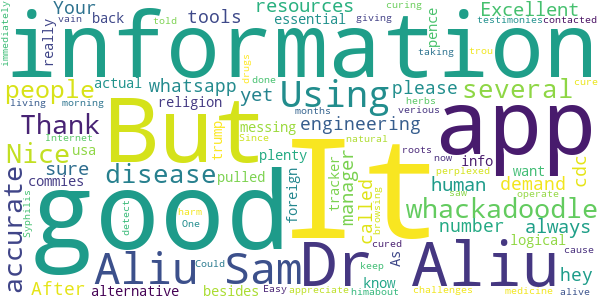 immediately
Your
vain
back
told
tools
resources
essential
giving
curing
pence
Excellent
testimonies
contacted
really
information
living
people
morning
actual
whatsapp
yet
Using
taking
please
trou
several
cure
drugs
done
herbs
religion
months
verious
Thank
But
trump
Since
messing
engineering
app
Nice
usa
Internet
plenty
natural
roots
now
info
perplexed
cdc
sure
disease
It
commies
pulled
foreign
tracker
manager
called
browsing
human
saw
want
demand
operate
accurate
Syphilis
good
detect
harm
One
whackadoodle
number
always
Aliu
Sam
Dr
Aliu
Could
cured
As
logical
cause
After
alternative
besides
Easy
appreciate
keep
himabout
know
challenges
medicine
hey
alive